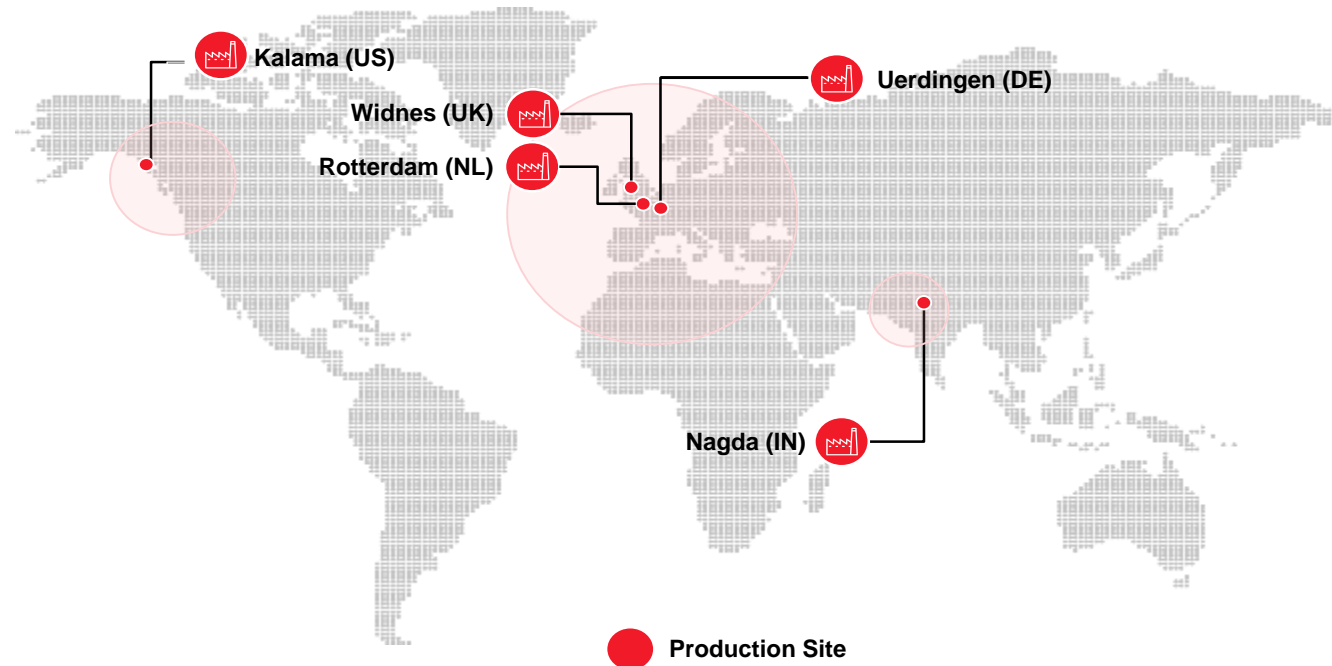 Kalama (US)
Uerdingen (DE)
Widnes (UK)
Rotterdam (NL)
Nagda (IN)
Production Site